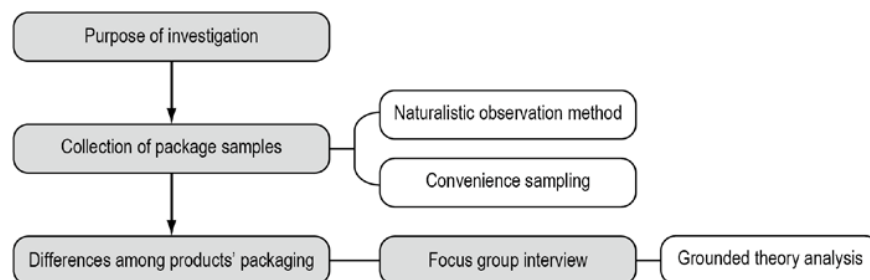 Purpose of investigation
Naturalistic observation method
Collection of package samples
Convenience sampling
Differences among products' packaging
Focus group interview
Grounded theory analysis